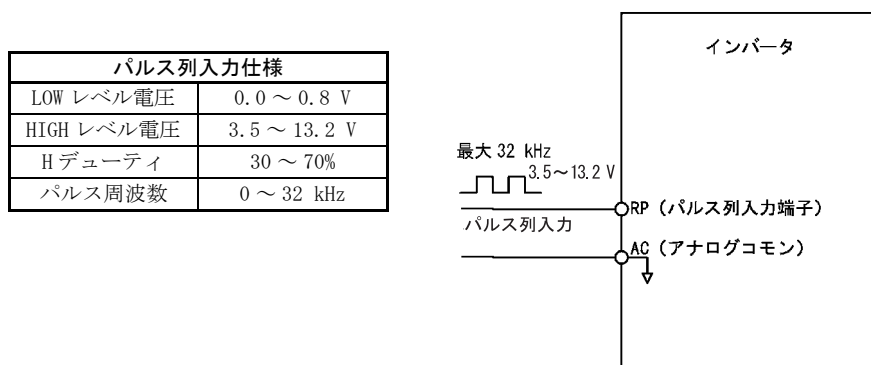 パルス列入力仕様
LOW レベル電圧 0.0 ～ 0.8 V
HIGH レベル電圧 3.5 ～ 13.2 V
H デューティ 30 ～ 70%
パルス周波数 0 ～ 32 kHz
インバータ
最大 32 kHz
3.5～13.2 V
RP (パルス列入力端子)
パルス列入力
AC (アナログコモン)